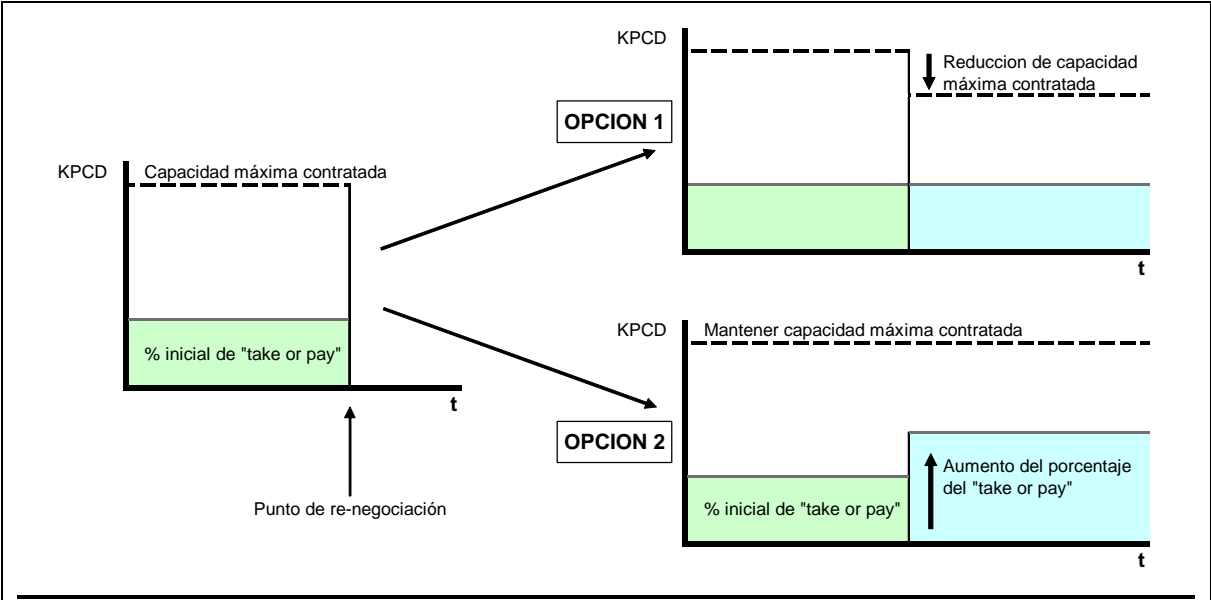 KPCD
Capacidad máxima contratada
% inicial de "take or pay"
t
Punto de re-negociación
OPCION 1
KPCD
Reduccion de capacidad
máxima contratada
t
OPCION 2
KPCD
Mantener capacidad máxima contratada
% inicial de "take or pay"
Aumento del porcentaje
del "take or pay"
t